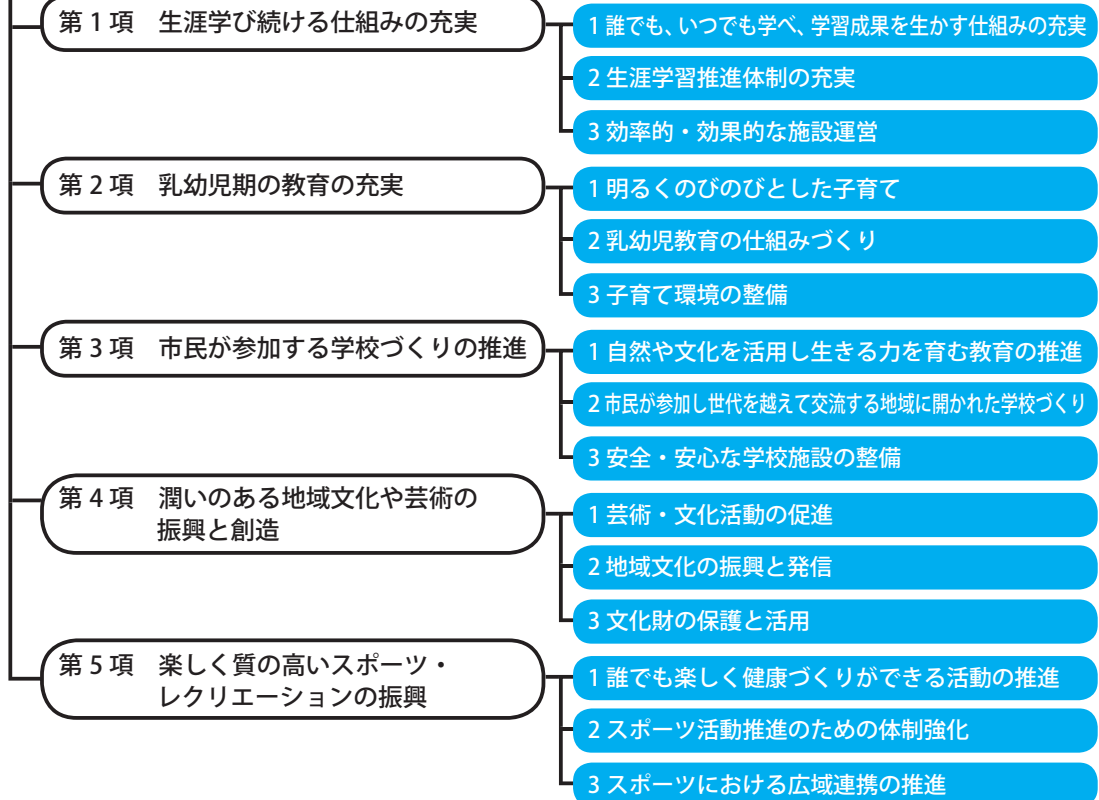 第1項　生涯学び続ける仕組みの充実
1 誰でも、いつでも学べ、学習成果を生かす仕組みの充実
2 生涯学習推進体制の充実
3 効率的・効果的な施設運営
第2項　乳幼児期の教育の充実
1 明るくのびのびとした子育て
2 乳幼児教育の仕組みづくり
3 子育て環境の整備
第3項　市民が参加する学校づくりの推進
1 自然や文化を活用し生きる力を育む教育の推進
2 市民が参加し世代を越えて交流する地域に開かれた学校づくり
3 安全・安心な学校施設の整備
第4項　潤いのある地域文化や芸術の
振興と創造
1 芸術・文化活動の促進
2 地域文化の振興と発信
3 文化財の保護と活用
第5項　楽しく質の高いスポーツ・
レクリエーションの振興
1 誰でも楽しく健康づくりができる活動の推進
2 スポーツ活動推進のための体制強化
3 スポーツにおける広域連携の推進